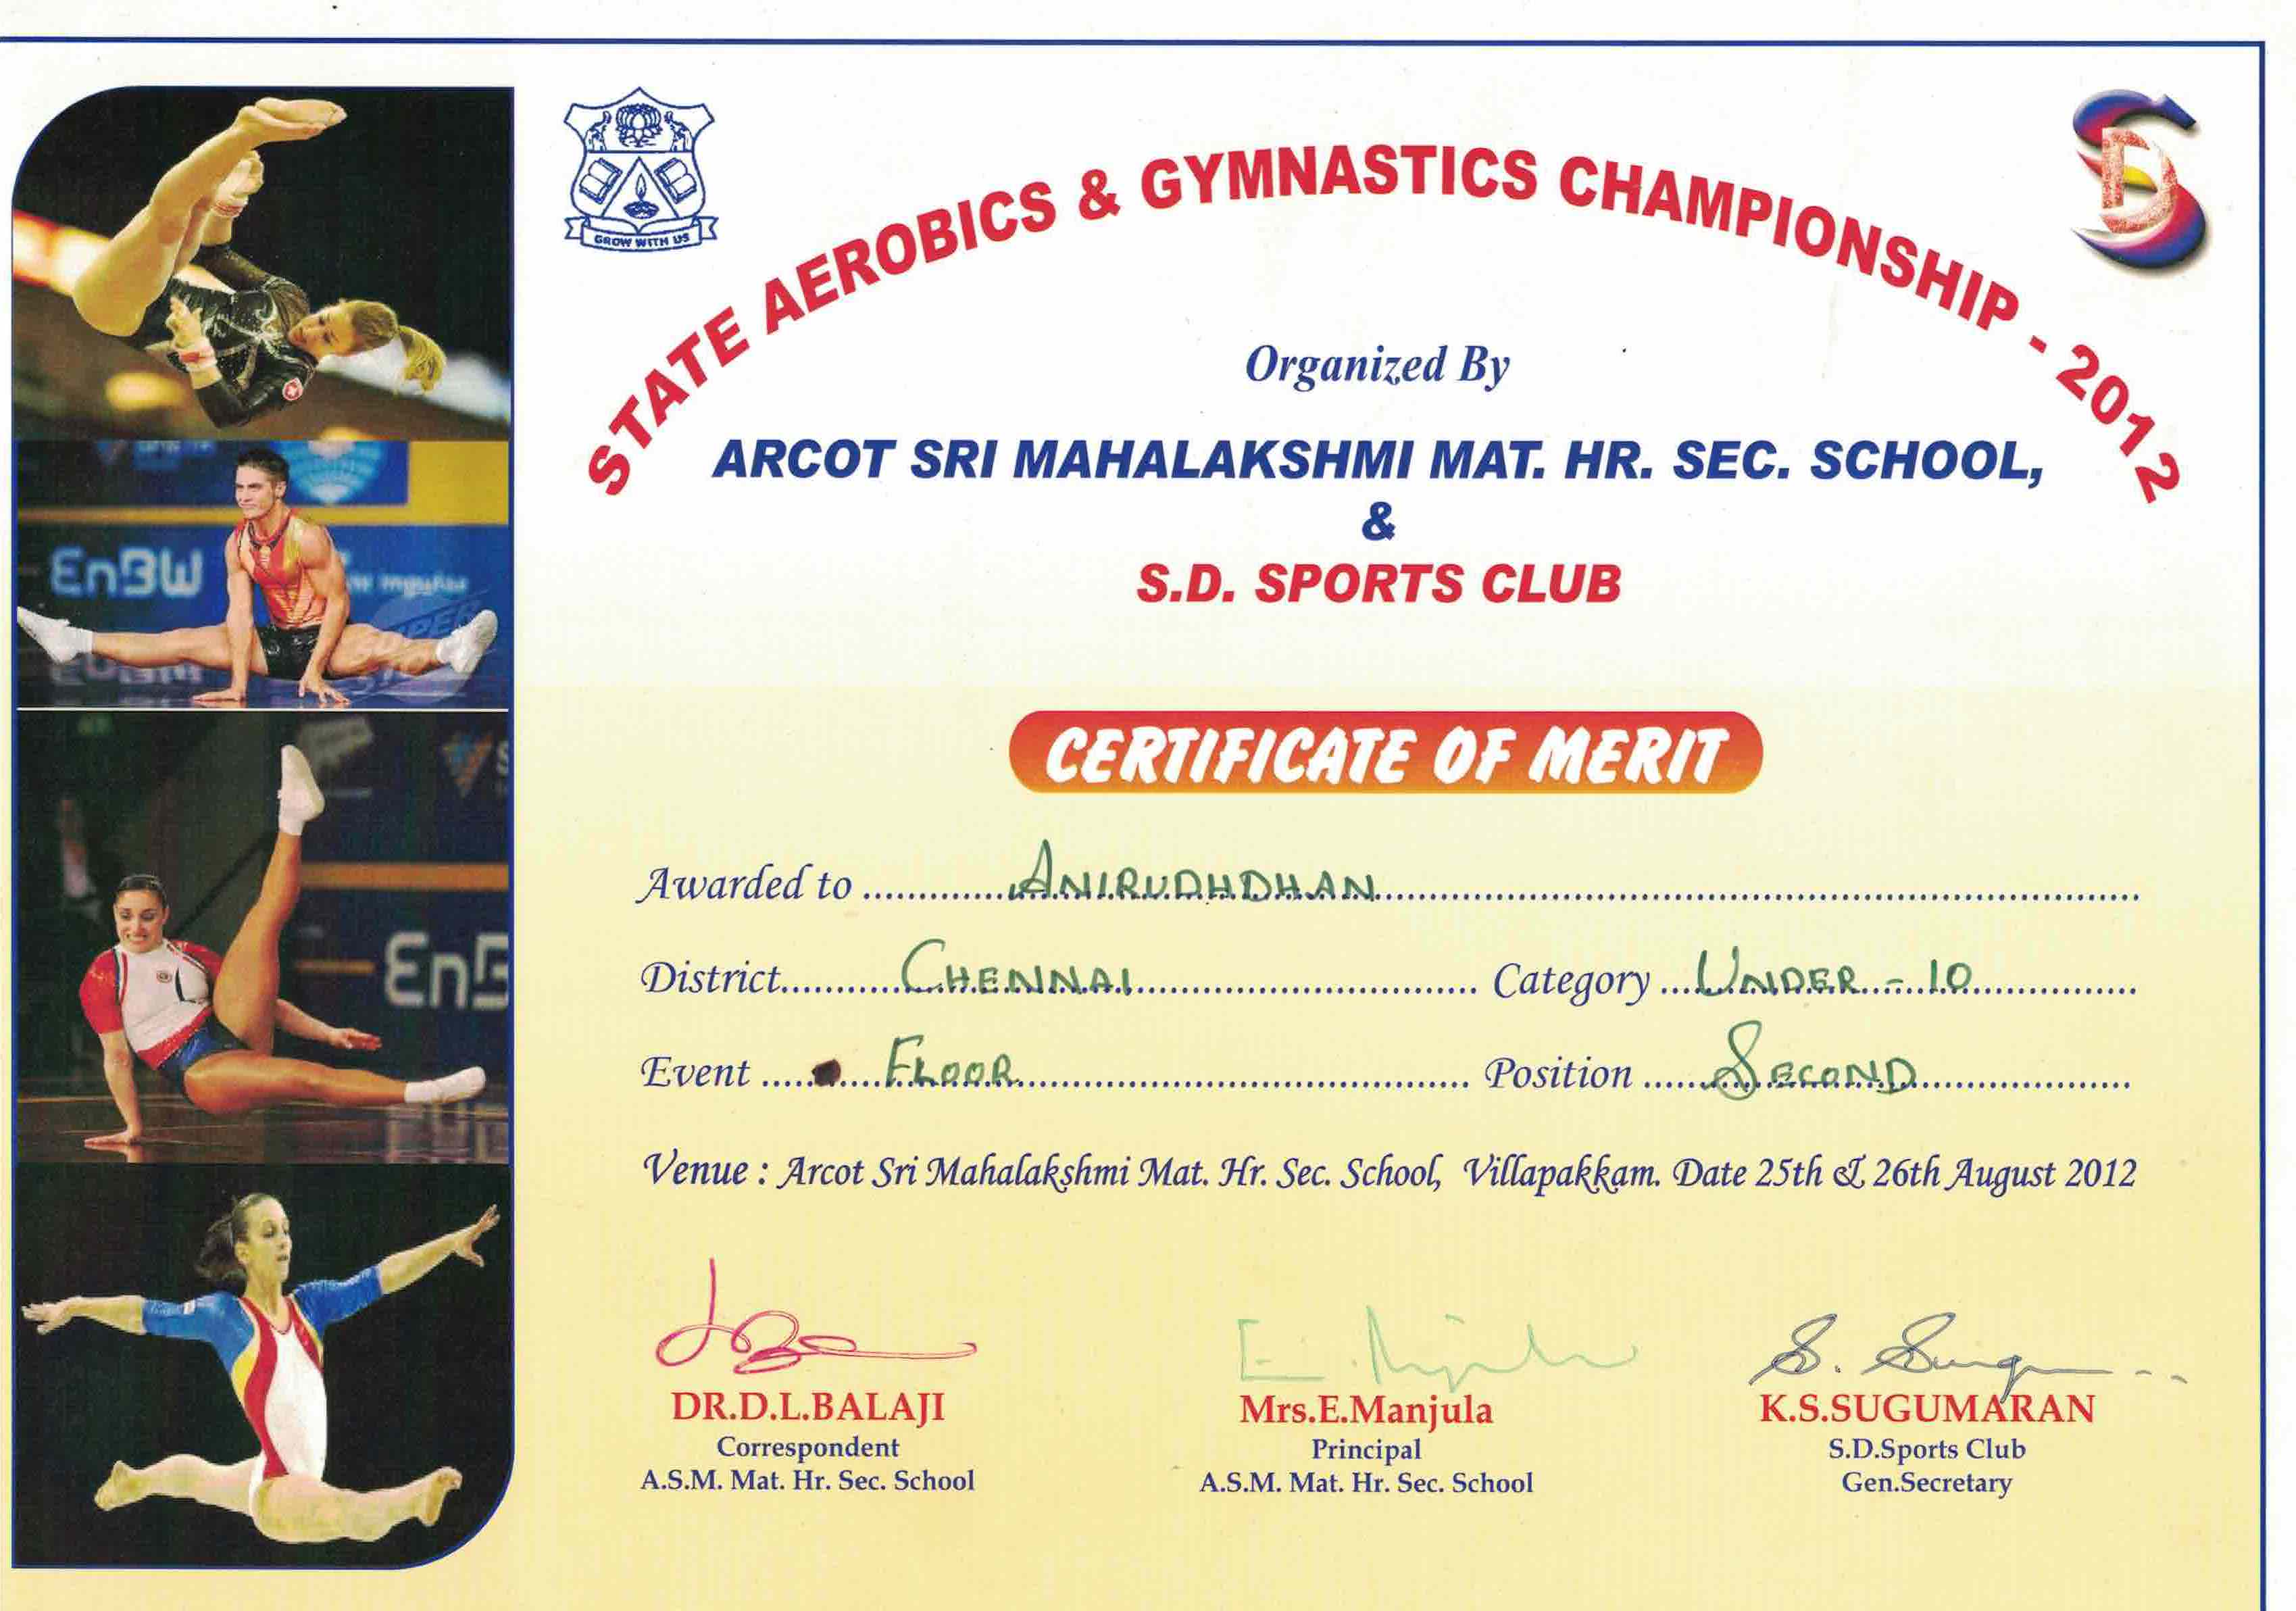 GROW WITH US
SD
STATE AEROBICS & GYMNASTICS CHAMPIONSHIP - 2012
Organized By
ARCOT SRI MAHALAKSHMI MAT. HR. SEC. SCHOOL,
&
S.D. SPORTS CLUB
EnBW
CERTIFICATE OF MERIT
Awarded to ANIRUDHDHAN
District CHENNAI Category UNDER - 10
Event FLOOR Position SECOND
Venue : Arcot Sri Mahalakshmi Mat. Hr. Sec. School, Villapakkam. Date 25th & 26th August 2012
E. Manjula S. Sugu
DR.D.L.BALAJI Mrs.E.Manjula K.S.SUGUMARAN
Correspondent Principal S.D.Sports Club
A.S.M. Mat. Hr. Sec. School A.S.M. Mat. Hr. Sec. School Gen.Secretary